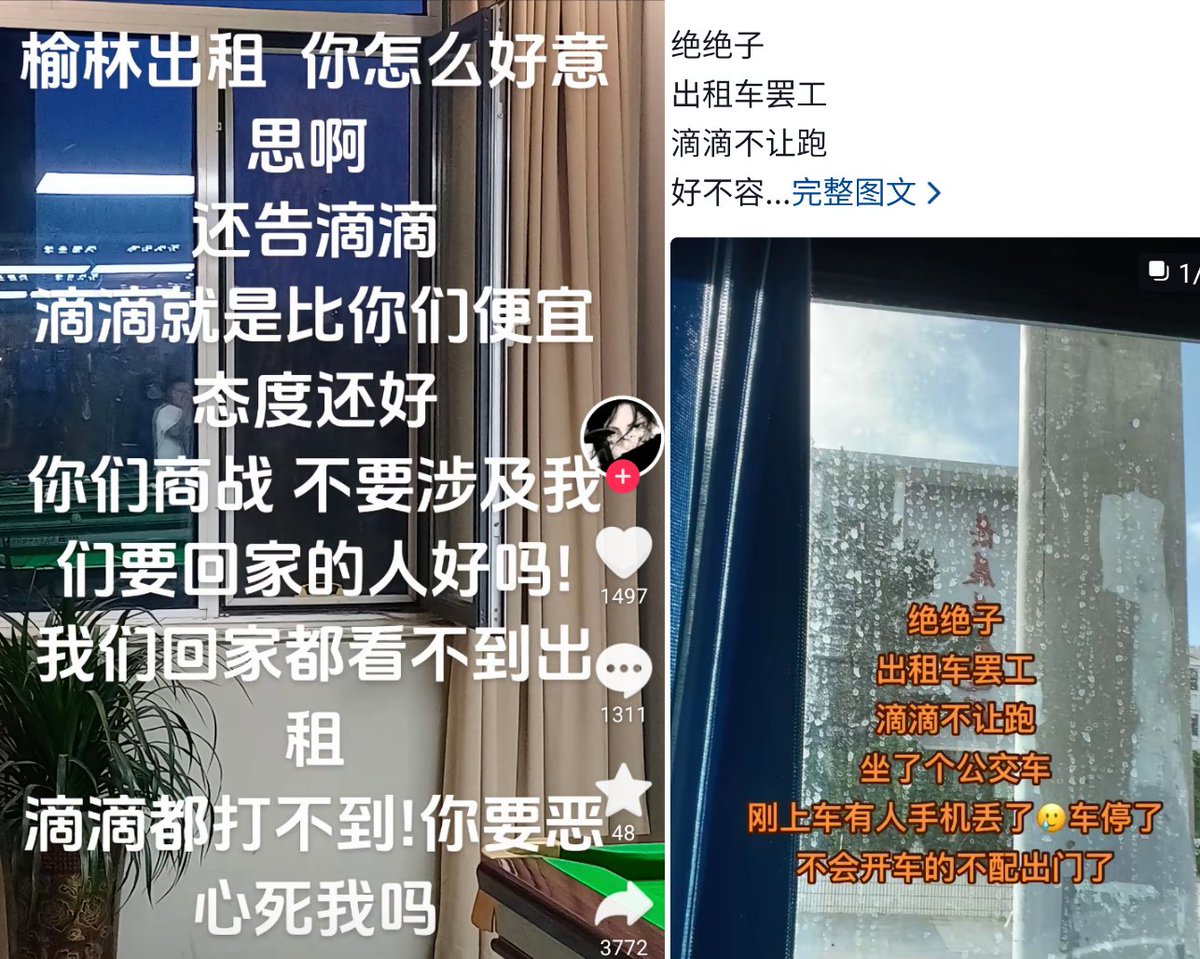 榆林出租 你怎么好意
思啊
还告滴滴
滴滴就是比你们便宜
态度还好
你们商战 不要涉及我
们要回家的人好吗!
我们回家都看不到出
租
滴滴都打不到!你要恶
心死我吗
1497
1311
48
3772
绝绝子
出租车罢工
滴滴不让跑
好不容...完整图文 >
1/
绝绝子
出租车罢工
滴滴不让跑
坐了个公交车
刚上车有人手机丢了🥲车停了
不会开车的不配出门了